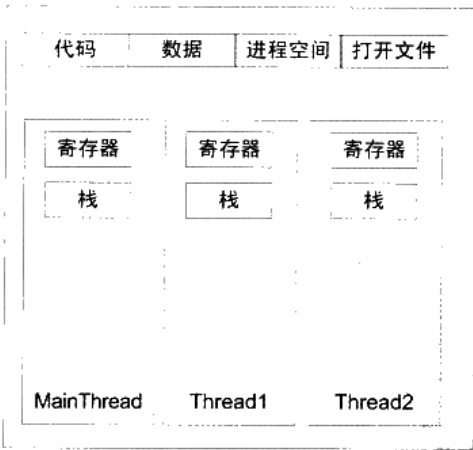 代码 数据 进程空间 打开文件
寄存器 寄存器 寄存器
栈 栈 栈
MainThread Thread1 Thread2